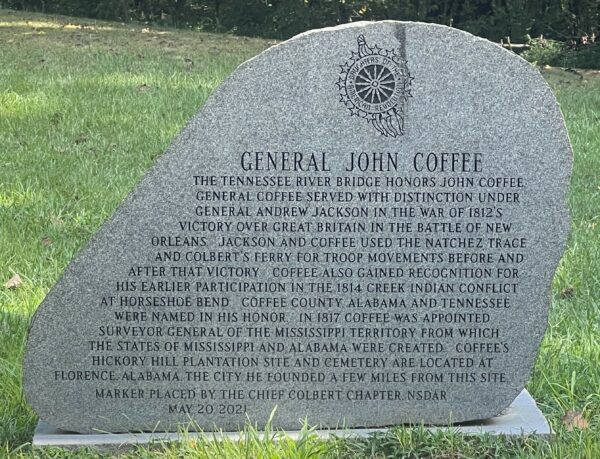 DAUGHTERS OF THE
AMERICAN REVOLUTION
GENERAL JOHN COFFEE
THE TENNESSEE RIVER BRIDGE HONORS JOHN COFFEE.
GENERAL COFFEE SERVED WITH DISTINCTION UNDER
GENERAL ANDREW JACKSON IN THE WAR OF 1812'S
VICTORY OVER GREAT BRITAIN IN THE BATTLE OF NEW
ORLEANS. JACKSON AND COFFEE USED THE NATCHEZ TRACE
AND COLBERT'S FERRY FOR TROOP MOVEMENTS BEFORE AND
AFTER THAT VICTORY. COFFEE ALSO GAINED RECOGNITION FOR
HIS EARLIER PARTICIPATION IN THE 1814 CREEK INDIAN CONFLICT
AT HORSESHOE BEND. COFFEE COUNTY, ALABAMA AND TENNESSEE
WERE NAMED IN HIS HONOR. IN 1817 COFFEE WAS APPOINTED
SURVEYOR GENERAL OF THE MISSISSIPPI TERRITORY FROM WHICH
THE STATES OF MISSISSIPPI AND ALABAMA WERE CREATED. COFFEE'S
HICKORY HILL PLANTATION SITE AND CEMETERY ARE LOCATED AT
FLORENCE, ALABAMA, THE CITY HE FOUNDED A FEW MILES FROM THIS SITE.
MARKER PLACED BY THE CHIEF COLBERT CHAPTER, NSDAR
MAY 20, 2021